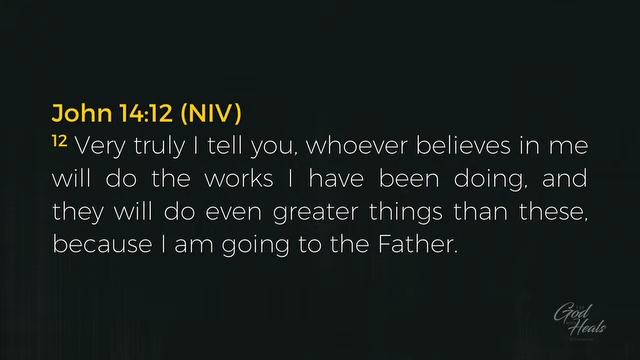 John 14:12 (NIV)
12 Very truly I tell you, whoever believes in me
will do the works I have been doing, and
they will do even greater things than these,
because I am going to the Father.
God
Heals